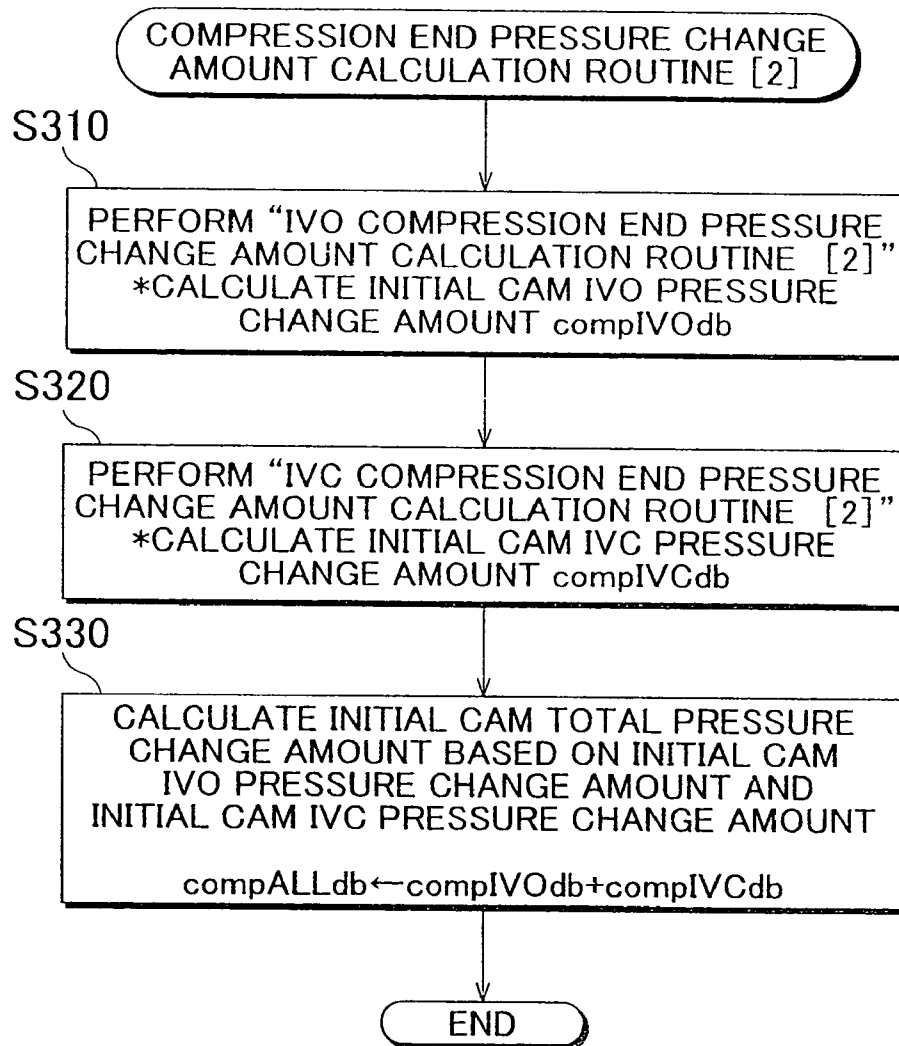 COMPRESSION END PRESSURE CHANGE
AMOUNT CALCULATION ROUTINE [2]
S310
PERFORM “IVO COMPRESSION END PRESSURE
CHANGE AMOUNT CALCULATION ROUTINE [2]”
*CALCULATE INITIAL CAM IVO PRESSURE
CHANGE AMOUNT compIVOdb
S320
PERFORM “IVC COMPRESSION END PRESSURE
CHANGE AMOUNT CALCULATION ROUTINE [2]”
*CALCULATE INITIAL CAM IVC PRESSURE
CHANGE AMOUNT compIVCdb
S330
CALCULATE INITIAL CAM TOTAL PRESSURE
CHANGE AMOUNT BASED ON INITIAL CAM
IVO PRESSURE CHANGE AMOUNT AND
INITIAL CAM IVC PRESSURE CHANGE AMOUNT
compALLdb←compIVOdb+compIVCdb
END